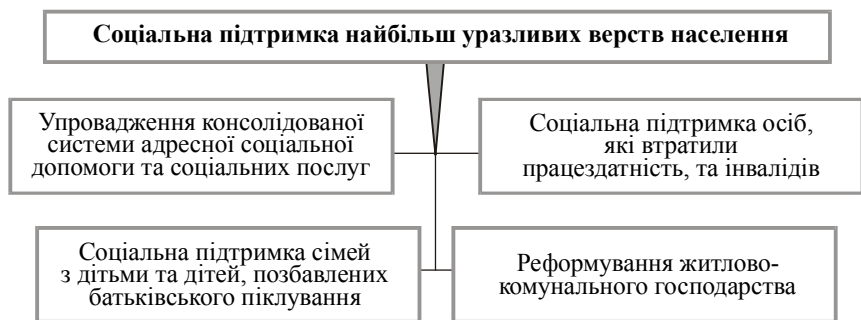 Соціальна підтримка найбільш уразливих верств населення
Упровадження консолідованої
системи адресної соціальної
допомоги та соціальних послуг
Соціальна підтримка осіб,
які втратили
працездатність, та інвалідів
Соціальна підтримка сімей
з дітьми та дітей, позбавлених
батьківського піклування
Реформування житлово-
комунального господарства